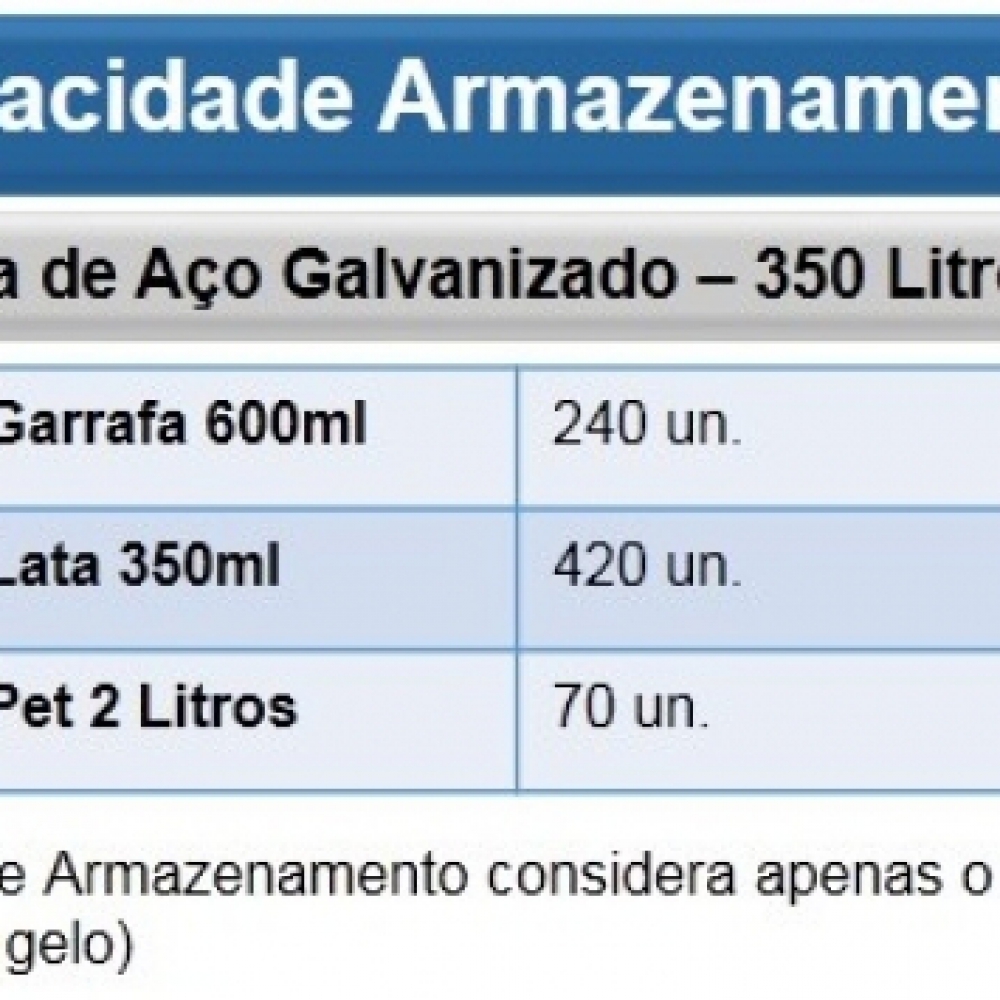 acidade Armazenamen
a de Aço Galvanizado – 350 Litro
Garrafa 600ml 240 un.
Lata 350ml 420 un.
Pet 2 Litros 70 un.
e Armazenamento considera apenas o
gelo)